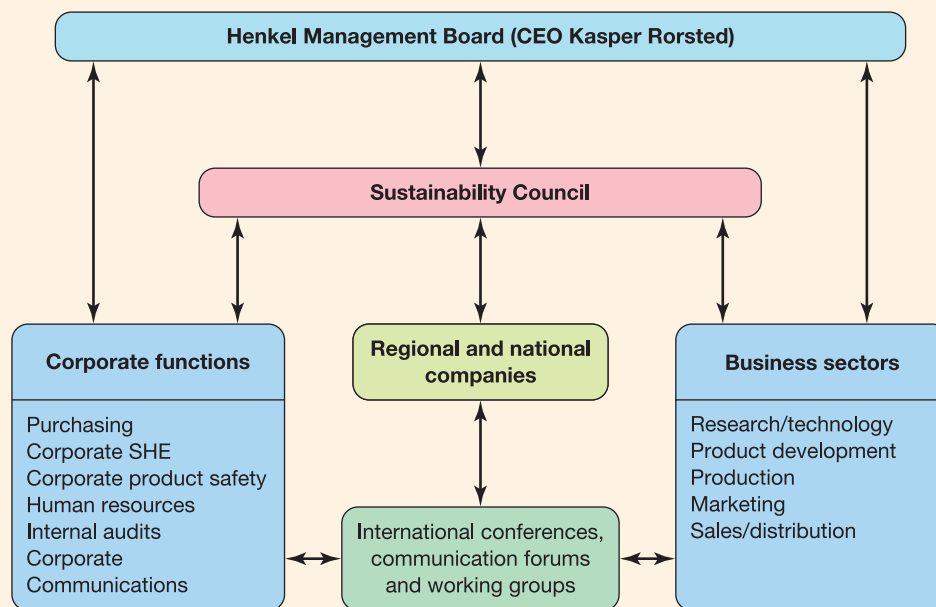 Henkel Management Board (CEO Kasper Rorsted)
Sustainability Council
Corporate functions
Purchasing
Corporate SHE
Corporate product safety
Human resources
Internal audits
Corporate
Communications
Regional and national
companies
International conferences,
communication forums
and working groups
Business sectors
Research/technology
Product development
Production
Marketing
Sales/distribution